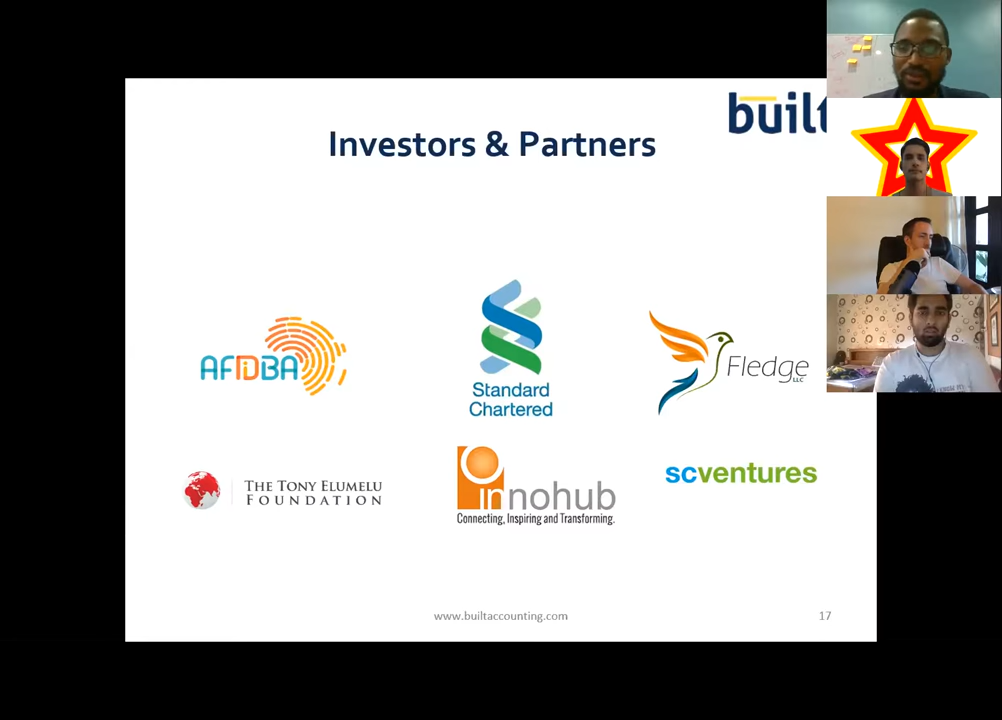 built
Investors & Partners
AFIDBA
Standard
Chartered
Fledge
LLC
THE TONY ELUMELU
FOUNDATION
innohub
Connecting, Inspiring and Transforming.
scventures
www.builtaccounting.com
17